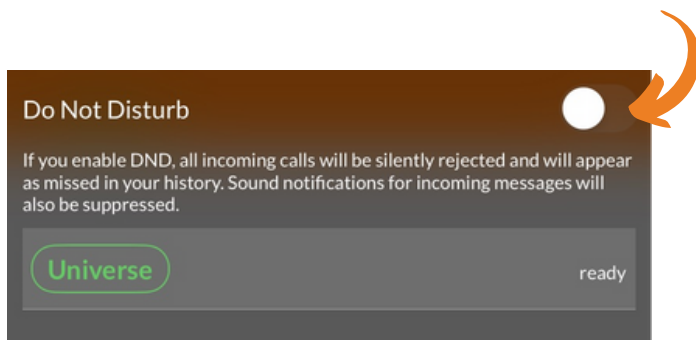 Do Not Disturb
If you enable DND, all incoming calls will be silently rejected and will appear
as missed in your history. Sound notifications for incoming messages will
also be suppressed.
Universe
ready